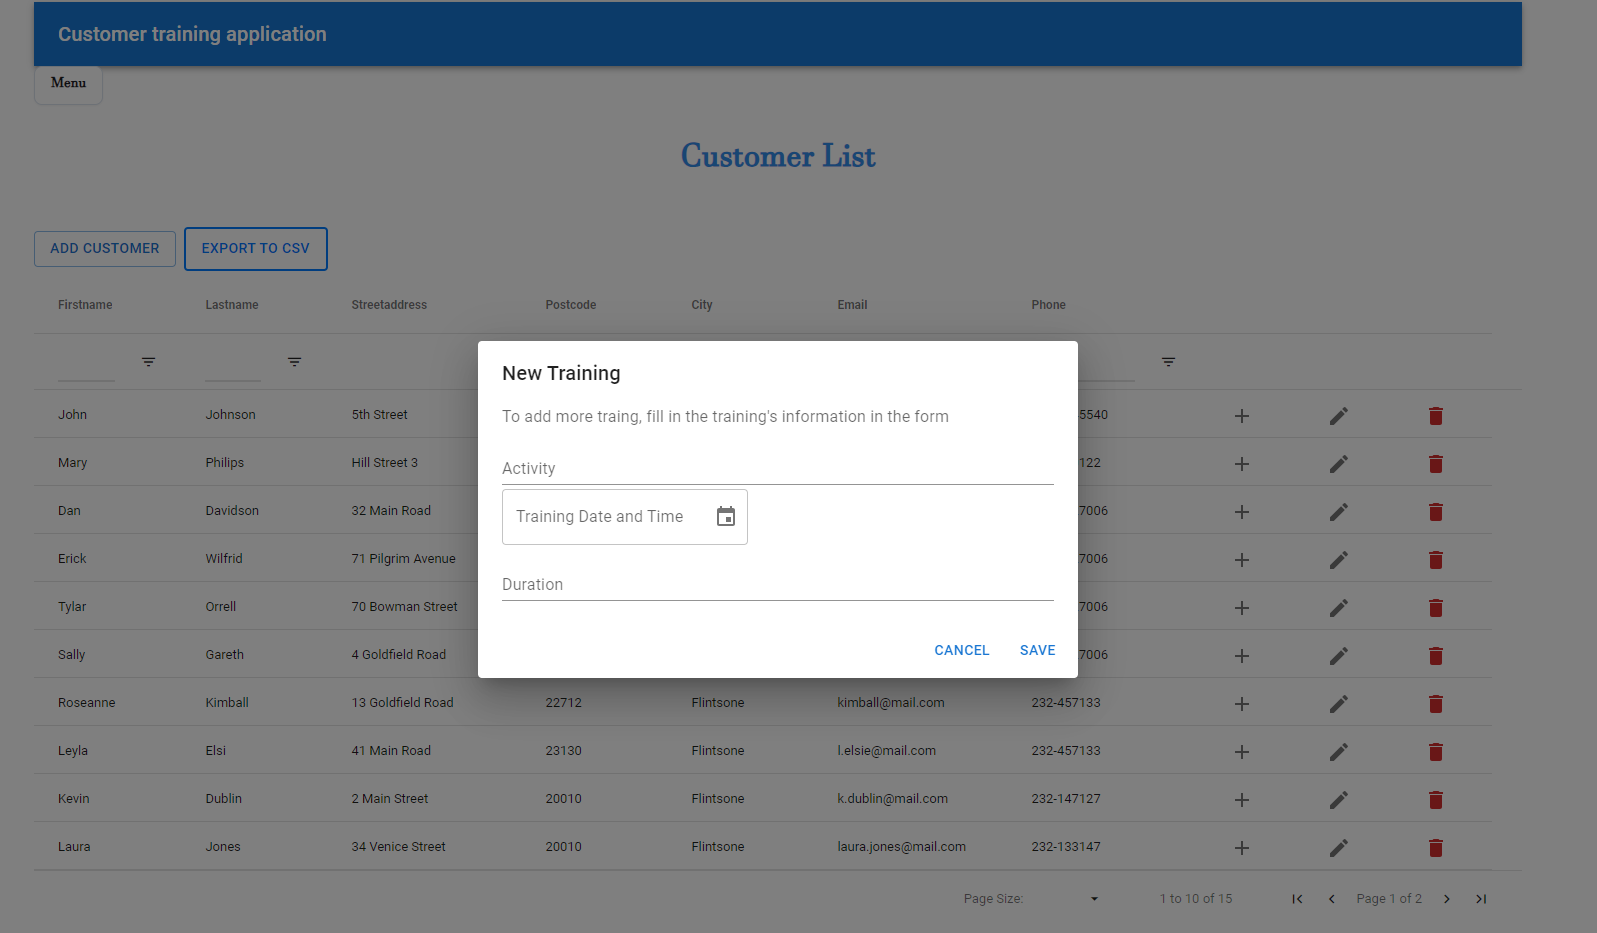 Customer training application
Menu
Customer List
ADD CUSTOMER EXPORT TO CSV
Firstname Lastname Streetaddress Postcode City Email Phone
New Training
To add more traing, fill in the training's information in the form
Activity
Training Date and Time
Duration
CANCEL SAVE
John Johnson 5th Street 5540
Mary Philips Hill Street 3 122
Dan Davidson 32 Main Road 7006
Erick Wilfrid 71 Pilgrim Avenue 7006
Tylar Orrell 70 Bowman Street 7006
Sally Gareth 4 Goldfield Road 7006
Roseanne Kimball 13 Goldfield Road 22712 Flintsone kimball@mail.com 232-457133
Leyla Elsi 41 Main Road 23130 Flintsone l.elsie@mail.com 232-457133
Kevin Dublin 2 Main Street 20010 Flintsone k.dublin@mail.com 232-147127
Laura Jones 34 Venice Street 20010 Flintsone laura.jones@mail.com 232-133147
Page Size: 1 to 10 of 15 Page 1 of 2